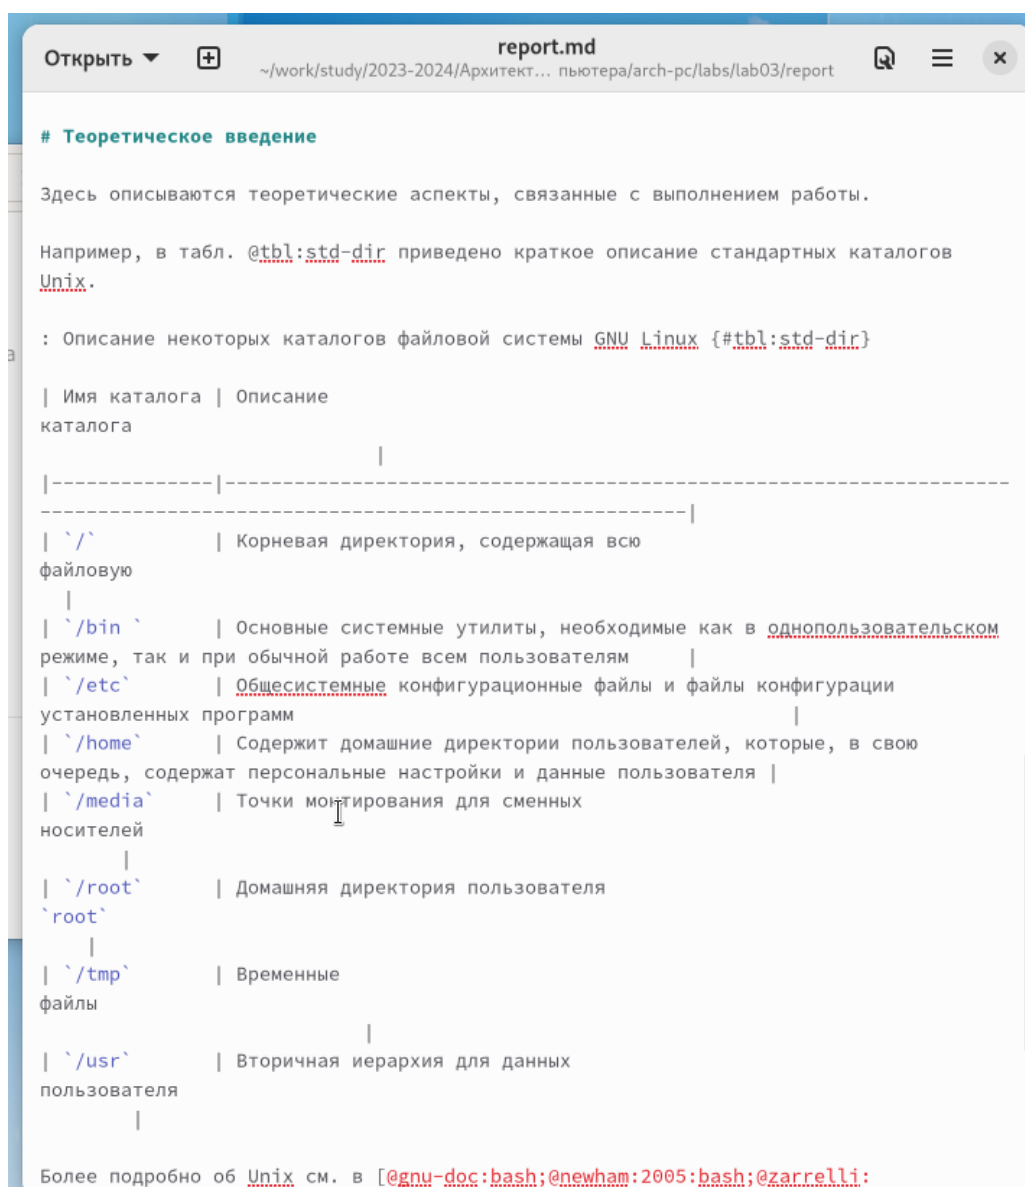 Открыть
report.md
~/work/study/2023-2024/Архитект… пьютера/arch-pc/labs/lab03/report
# Теоретическое введение
Здесь описываются теоретические аспекты, связанные с выполнением работы.
Например, в табл. @tbl:std-dir приведено краткое описание стандартных каталогов
Unix.
: Описание некоторых каталогов файловой системы GNU Linux {#tbl:std-dir}
| Имя каталога | Описание
каталога
|
|--------------|--------------------------------------------------------------------
--------------------------------------------------------|
| `/`          | Корневая директория, содержащая всю
файловую
|
| `/bin `      | Основные системные утилиты, необходимые как в однопользовательском
режиме, так и при обычной работе всем пользователям     |
| `/etc`       | Общесистемные конфигурационные файлы и файлы конфигурации
установленных программ                                           |
| `/home`      | Содержит домашние директории пользователей, которые, в свою
очередь, содержат персональные настройки и данные пользователя |
| `/media`     | Точки монтирования для сменных
носителей
|
| `/root`      | Домашняя директория пользователя
`root`
|
| `/tmp`       | Временные
файлы
|
| `/usr`       | Вторичная иерархия для данных
пользователя
|
Более подробно об Unix см. в [@gnu-doc:bash;@newham:2005:bash;@zarrelli: